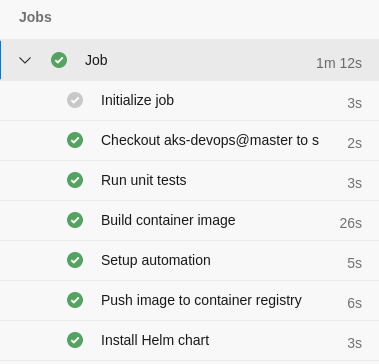 Jobs
Job 1m 12s
Initialize job 3s
Checkout aks-devops@master to s 2s
Run unit tests 3s
Build container image 26s
Setup automation 5s
Push image to container registry 6s
Install Helm chart 3s